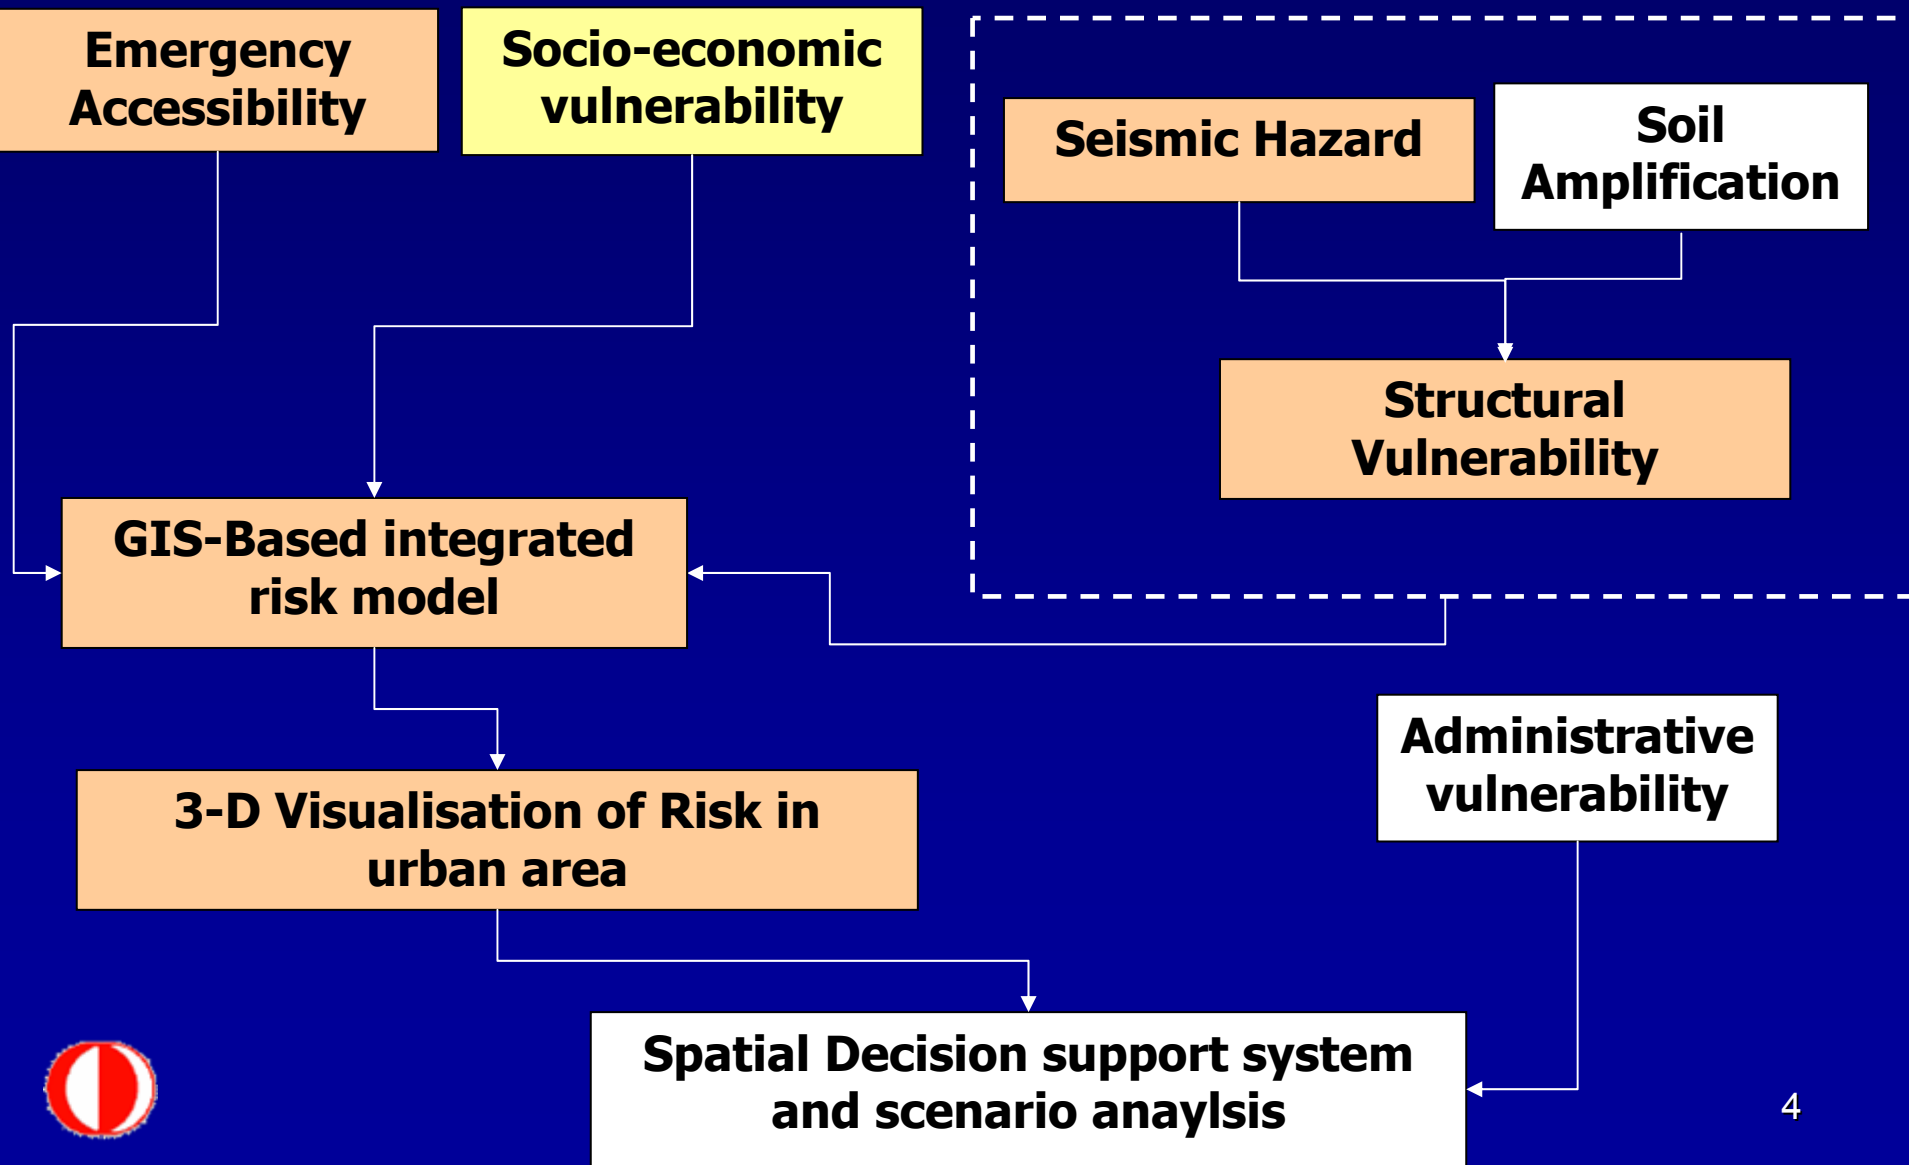 Emergency
Accessibility
Socio-economic
vulnerability
Seismic Hazard
Soil
Amplification
Structural
Vulnerability
GIS-Based integrated
risk model
Administrative
vulnerability
3-D Visualisation of Risk in
urban area
Spatial Decision support system
and scenario anaylsis
4